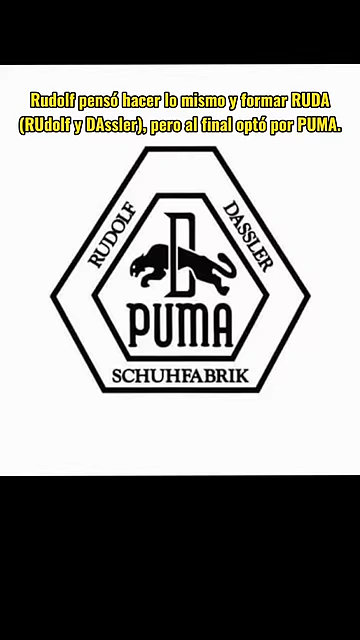 Rudolf pensó hacer lo mismo y formar RUDA
(RUdolf y DAssler), pero al final optó por PUMA.
RUDOLF DASSLER
D
PUMA
SCHUHFABRIK